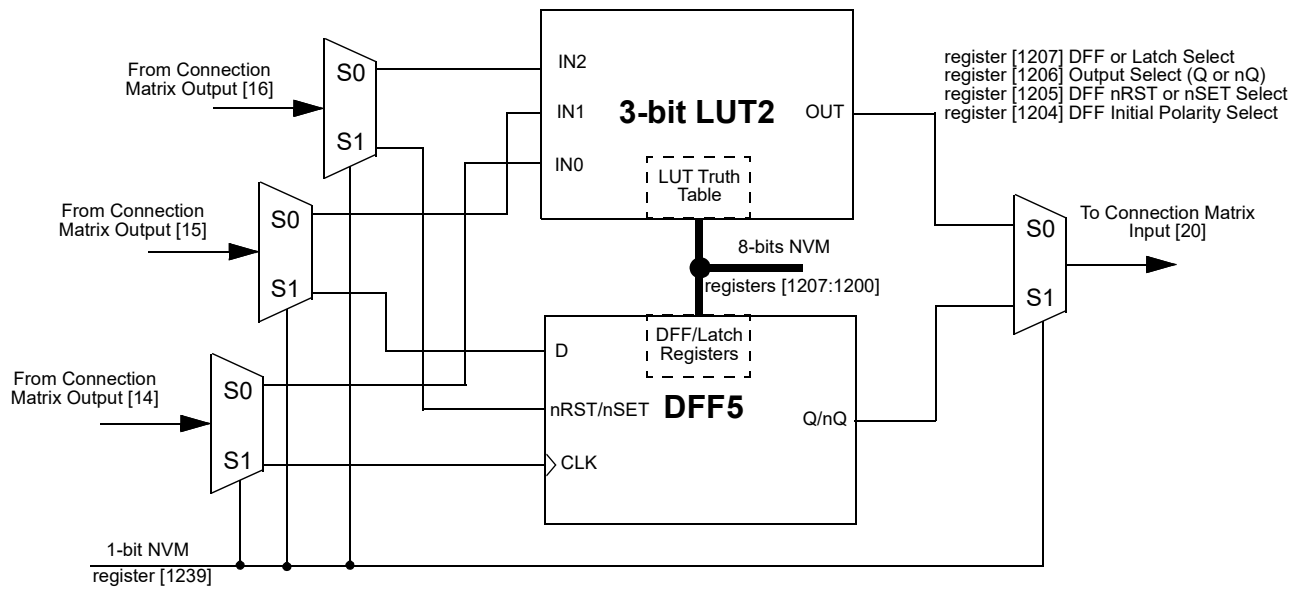 From Connection
Matrix Output [16]
S0
S1
IN2
IN1
IN0
3-bit LUT2
OUT
LUT Truth
Table
register [1207] DFF or Latch Select
register [1206] Output Select (Q or nQ)
register [1205] DFF nRST or nSET Select
register [1204] DFF Initial Polarity Select
From Connection
Matrix Output [15]
S0
S1
8-bits NVM
registers [1207:1200]
S0
S1
To Connection Matrix
Input [20]
From Connection
Matrix Output [14]
S0
S1
DFF/Latch
Registers
D
nRST/nSET
DFF5
Q/nQ
CLK
1-bit NVM
register [1239]